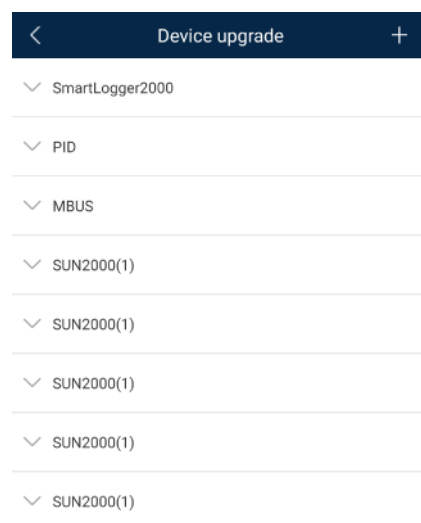 Device upgrade
SmartLogger2000
PID
MBUS
SUN2000(1)
SUN2000(1)
SUN2000(1)
SUN2000(1)
SUN2000(1)